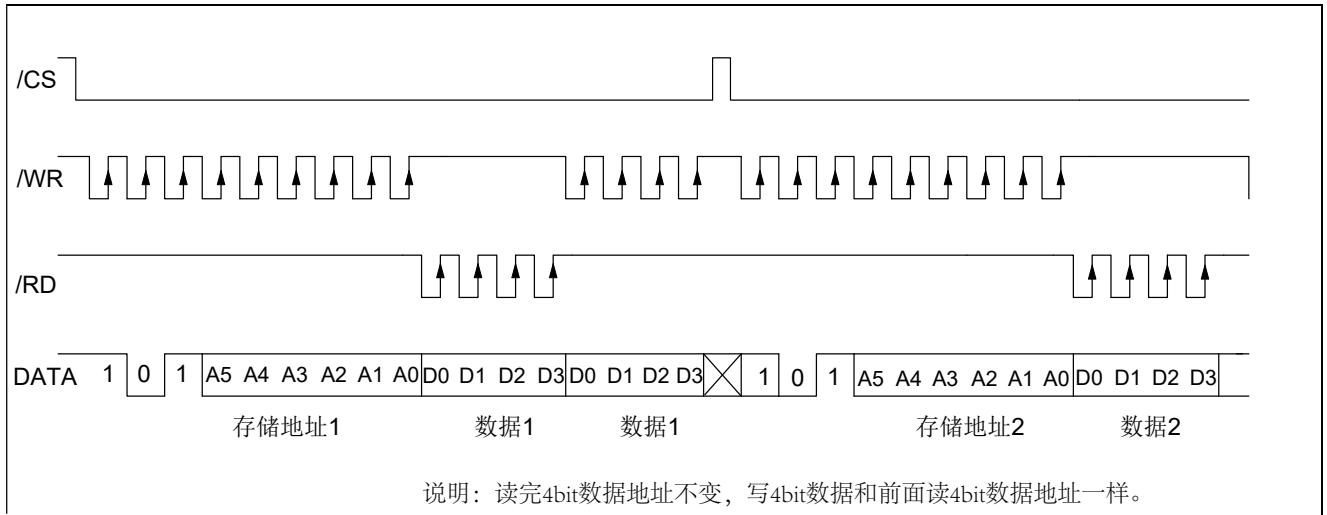 /CS
/WR
/RD
DATA 1 0 1 A5 A4 A3 A2 A1 A0 D0 D1 D2 D3 D0 D1 D2 D3 1 0 1 A5 A4 A3 A2 A1 A0 D0 D1 D2 D3
存储地址1 数据1 数据1 存储地址2 数据2
说明：读完4bit数据地址不变，写4bit数据和前面读4bit数据地址一样。